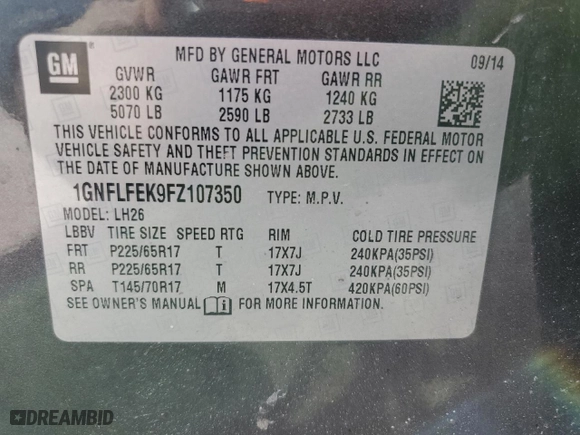 GM
MFD BY GENERAL MOTORS LLC 09/14
GVWR GAWR FRT GAWR RR
2300 KG 1175 KG 1240 KG
5070 LB 2590 LB 2733 LB
THIS VEHICLE CONFORMS TO ALL APPLICABLE U.S. FEDERAL MOTOR
VEHICLE SAFETY AND THEFT PREVENTION STANDARDS IN EFFECT ON
THE DATE OF MANUFACTURE SHOWN ABOVE.
1GNFLFEK9FZ107350 TYPE: M.P.V.
MODEL: LH26
LBBV TIRE SIZE SPEED RTG RIM COLD TIRE PRESSURE
FRT P225/65R17 T 17X7J 240KPA(35PSI)
RR P225/65R17 T 17X7J 240KPA(35PSI)
SPA T145/70R17 M 17X4.5T 420KPA(60PSI)
SEE OWNER'S MANUAL FOR MORE INFORMATION.
DREAMBID